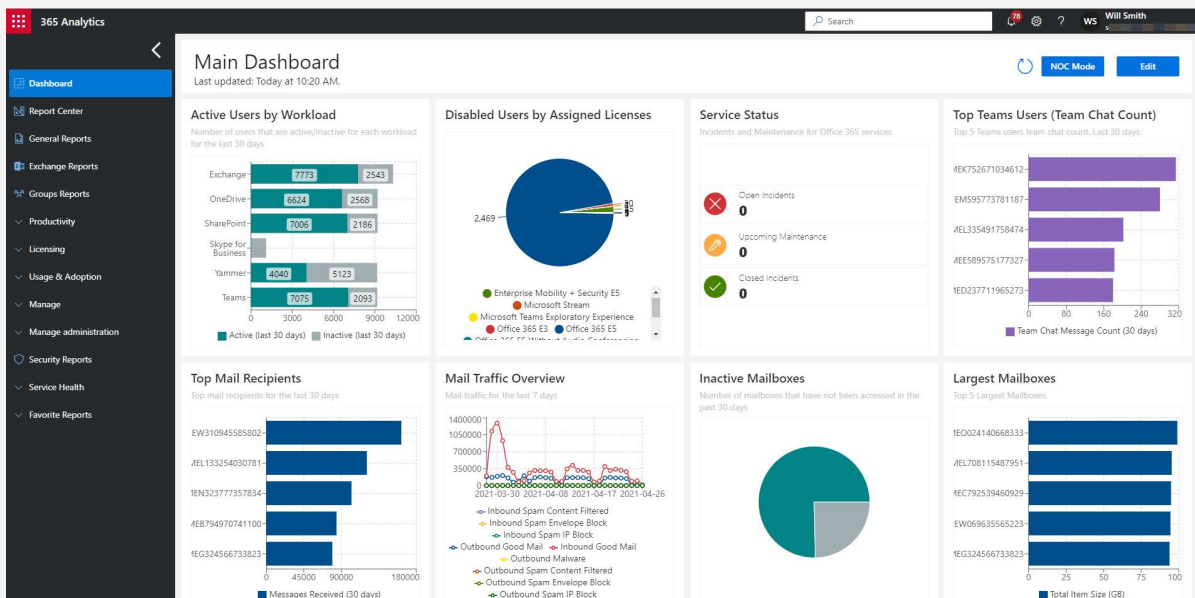 365 Analytics
Search
78
?
WS
Will Smith
Dashboard
Report Center
General Reports
Exchange Reports
Groups Reports
Productivity
Licensing
Usage & Adoption
Manage
Manage administration
Security Reports
Service Health
Favorite Reports
Main Dashboard
Last updated: Today at 10:20 AM.
NOC Mode
Edit
Active Users by Workload
Number of users that are active/inactive for each workload
for the last 30 days
Exchange
7773
2543
OneDrive
6624
2568
SharePoint
7006
2186
Skype for
Business
Yammer
4040
5123
Teams
7075
2093
0
3000
6000
9000
12000
Active (last 30 days)
Inactive (last 30 days)
Disabled Users by Assigned Licenses
2.469
Enterprise Mobility + Security E5
Microsoft Stream
Microsoft Teams Exploratory Experience
Office 365 E3
Office 365 E5
Office 365 E5 Without Audio Conferencing
Service Status
Incidents and Maintenance for Office 365 services
Open Incidents
0
Upcoming Maintenance
0
Closed Incidents
0
Top Teams Users (Team Chat Count)
Top 5 Teams users team chat count. Last 30 days
MEK752671034612
EM595773781187
MEL335491758474
MEE589575177327
MED237711965273
0
80
160
240
320
Team Chat Message Count (30 days)
Top Mail Recipients
Top mail recipients for the last 30 days
EW310945585802
MEL133254030781
MEN323777357834
MEB794970741100
MEG324566733823
0
45000
90000
180000
Messages Received (30 days)
Mail Traffic Overview
Mail traffic for the last 7 days
1400000
1050000
700000
350000
0
2021-03-30
2021-04-08
2021-04-17
2021-04-26
Inbound Spam Content Filtered
Inbound Spam Envelope Block
Inbound Spam IP Block
Outbound Good Mail
Inbound Good Mail
Outbound Malware
Outbound Spam Content Filtered
Outbound Spam Envelope Block
Outbound Spam IP Block
Inactive Mailboxes
Number of mailboxes that have not been accessed in the
past 30 days
Largest Mailboxes
Top 5 Largest Mailboxes
MEO024140668333
MEL708115487951
MEC792539460929
EW069635565223
MEG324566733823
0
25
50
75
100
Total Item Size (GB)